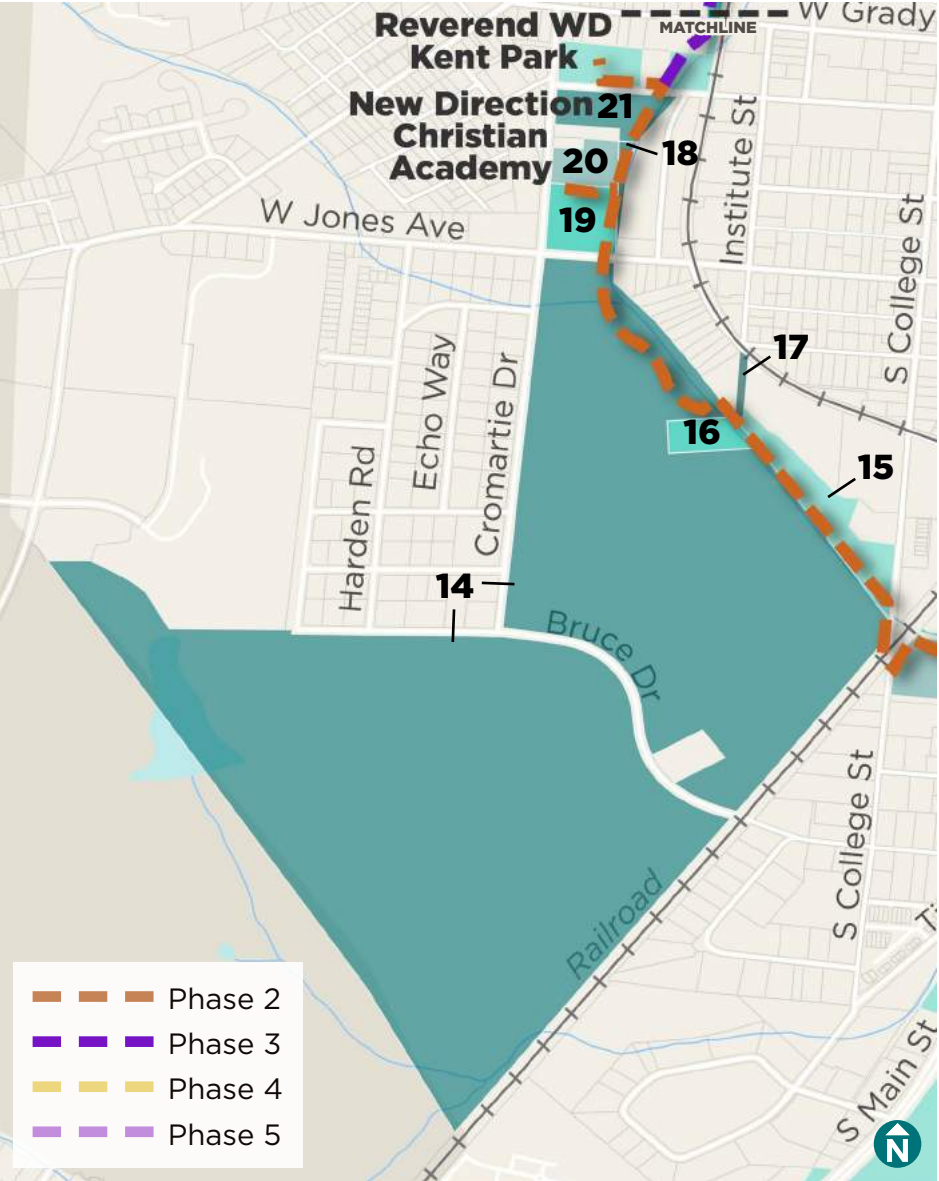 W Grady
MATCHLINE
Reverend WD
Kent Park
New Direction
Christian
Academy
21
18
20
19
W Jones Ave
Institute St
S College St
17
16
15
Echo Way
Cromartie Dr
Harden Rd
14
Bruce Dr
S College St
Railroad
S Main St
Phase 2
Phase 3
Phase 4
Phase 5
N